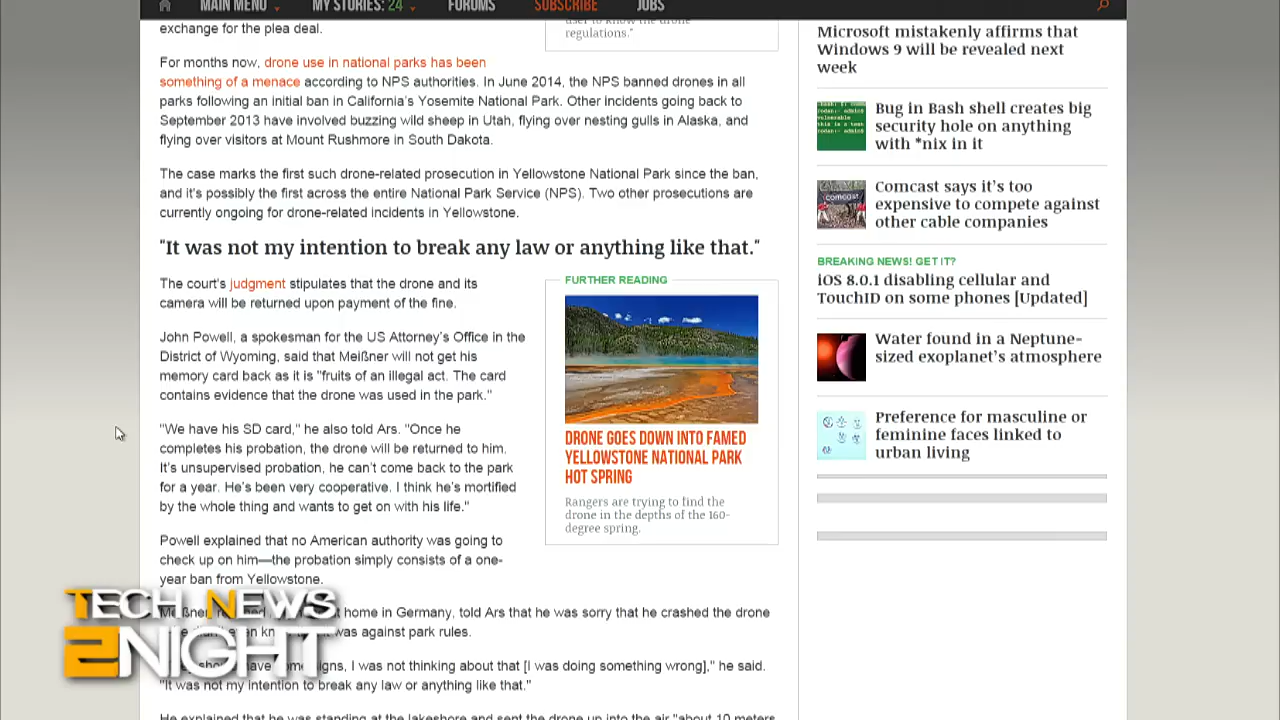 MAIN MENU
MY STORIES: 24
FORUMS
SUBSCRIBE
JOBS
exchange for the plea deal.
user to know the drone
regulations."
For months now, drone use in national parks has been
something of a menace according to NPS authorities. In June 2014, the NPS banned drones in all
parks following an initial ban in California's Yosemite National Park. Other incidents going back to
September 2013 have involved buzzing wild sheep in Utah, flying over nesting gulls in Alaska, and
flying over visitors at Mount Rushmore in South Dakota.
The case marks the first such drone-related prosecution in Yellowstone National Park since the ban,
and it's possibly the first across the entire National Park Service (NPS). Two other prosecutions are
currently ongoing for drone-related incidents in Yellowstone.
"It was not my intention to break any law or anything like that."
The court's judgment stipulates that the drone and its
camera will be returned upon payment of the fine.
John Powell, a spokesman for the US Attorney's Office in the
District of Wyoming, said that Meißner will not get his
memory card back as it is "fruits of an illegal act. The card
contains evidence that the drone was used in the park."
"We have his SD card," he also told Ars. "Once he
completes his probation, the drone will be returned to him.
It's unsupervised probation, he can't come back to the park
for a year. He's been very cooperative. I think he's mortified
by the whole thing and wants to get on with his life."
Powell explained that no American authority was going to
check up on him—the probation simply consists of a one-
year ban from Yellowstone.
FURTHER READING
DRONE GOES DOWN INTO FAMED
YELLOWSTONE NATIONAL PARK
HOT SPRING
Rangers are trying to find the
drone in the depths of the 160-
degree spring.
Meißner, home in Germany, told Ars that he was sorry that he crashed the drone
was against park rules.
have signs, I was not thinking about that [I was doing something wrong]," he said.
"It was not my intention to break any law or anything like that."
He explained that he was standing at the lakeshore and sent the drone up into the air "about 10 meters
Microsoft mistakenly affirms that
Windows 9 will be revealed next
week
Bug in Bash shell creates big
security hole on anything
with *nix in it
Comcast says it's too
expensive to compete against
other cable companies
BREAKING NEWS! GET IT?
iOS 8.0.1 disabling cellular and
TouchID on some phones [Updated]
Water found in a Neptune-
sized exoplanet's atmosphere
Preference for masculine or
feminine faces linked to
urban living
comcast
TECH NEWS
2NIGHT